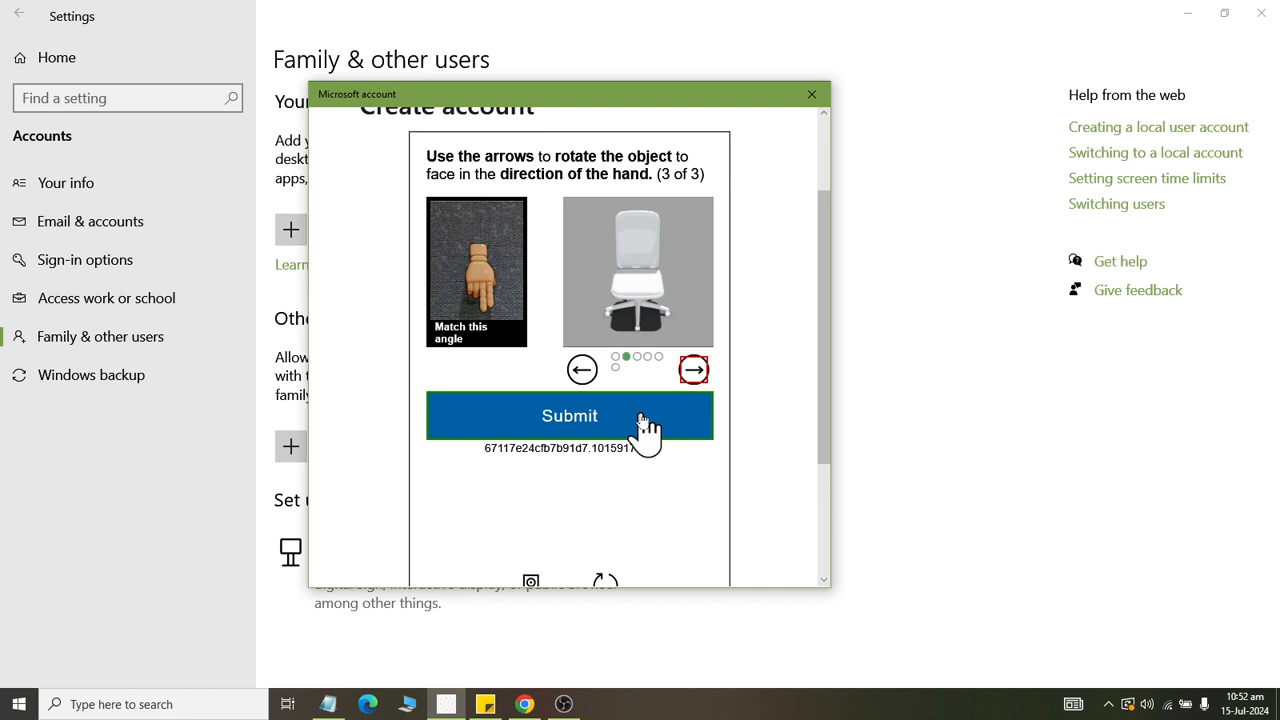 Settings
Home
Find a setting
Accounts
Your info
Email & accounts
Sign-in options
Access work or school
Family & other users
Windows backup
Family & other users
Microsoft account
Create account
Use the arrows to rotate the object to
face in the direction of the hand. (3 of 3)
Match this
angle
Submit
67117e24cfb7b91d7.101591
among other things.
Help from the web
Creating a local user account
Switching to a local account
Setting screen time limits
Switching users
Get help
Give feedback
Type here to search
10:52 am
15-Jul-2024